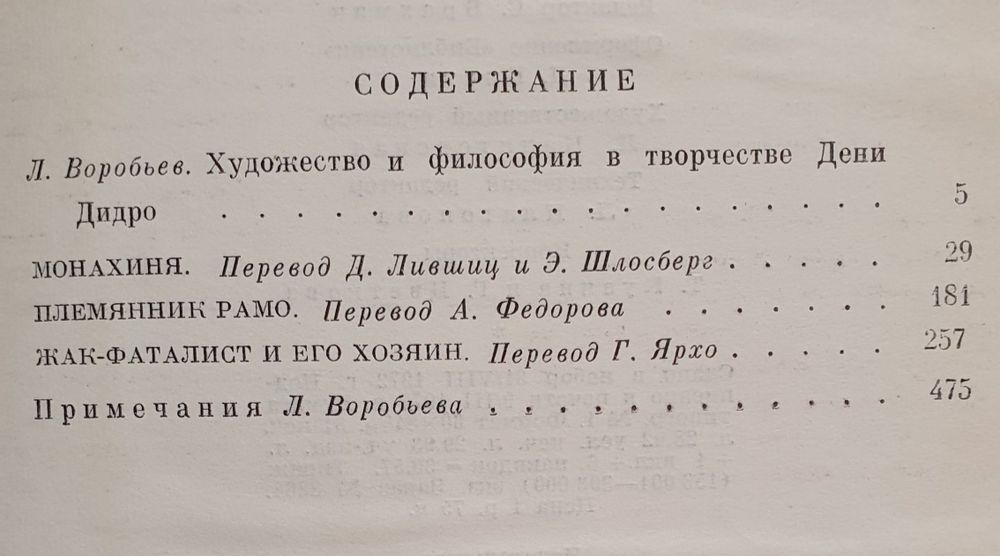 СОДЕРЖАНИЕ
Л. Воробьев. Художество и философия в творчестве Дени
Дидро . . . . . . . . . . . . . . . . . . 5
МОНАХИНЯ. Перевод Д. Лившиц и Э. Шлосберг . . . . . 29
ПЛЕМЯННИК РАМО. Перевод А. Федорова . . . . . . . 181
ЖАК-ФАТАЛИСТ И ЕГО ХОЗЯИН. Перевод Г. Ярхо . . . . . 257
Примечания Л. Воробьева . . . . . . . . . . . . 475